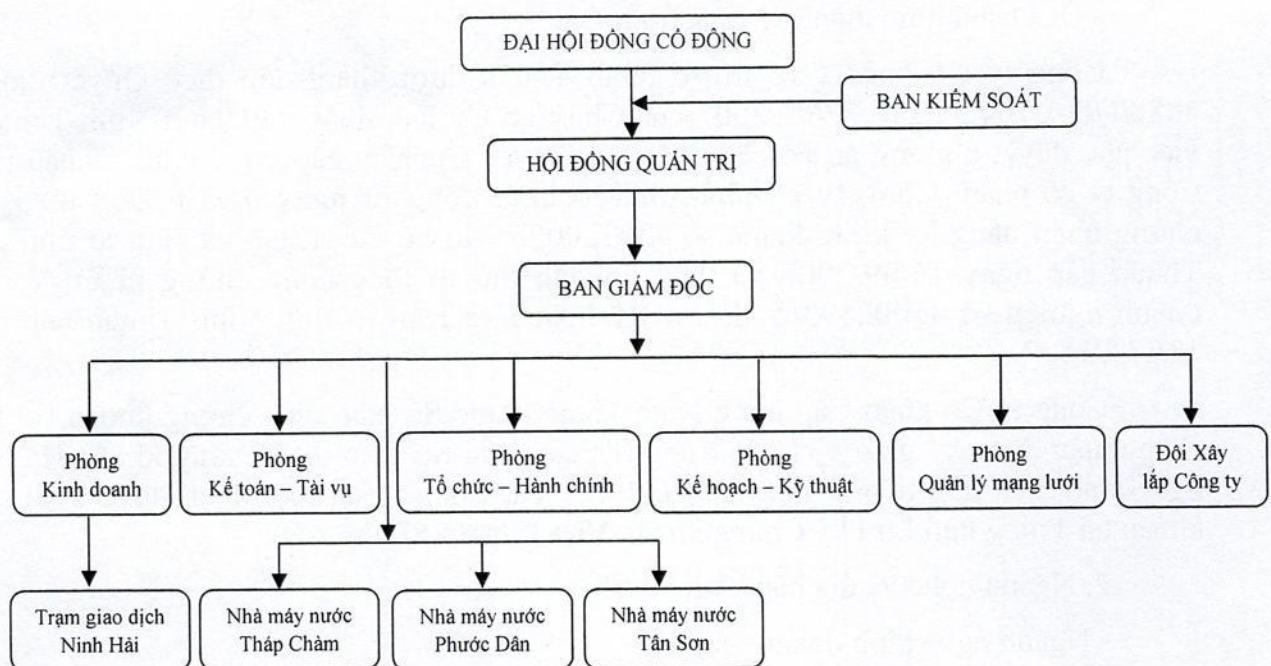 ĐẠI HỘI ĐỒNG CỔ ĐÔNG
BAN KIỂM SOÁT
HỘI ĐỒNG QUẢN TRỊ
BAN GIÁM ĐỐC
Phòng
Kinh doanh
Phòng
Kế toán – Tài vụ
Phòng
Tổ chức – Hành chính
Phòng
Kế hoạch – Kỹ thuật
Phòng
Quản lý mạng lưới
Đội Xây
lắp Công ty
Trạm giao dịch
Ninh Hải
Nhà máy nước
Tháp Chàm
Nhà máy nước
Phước Dân
Nhà máy nước
Tân Sơn